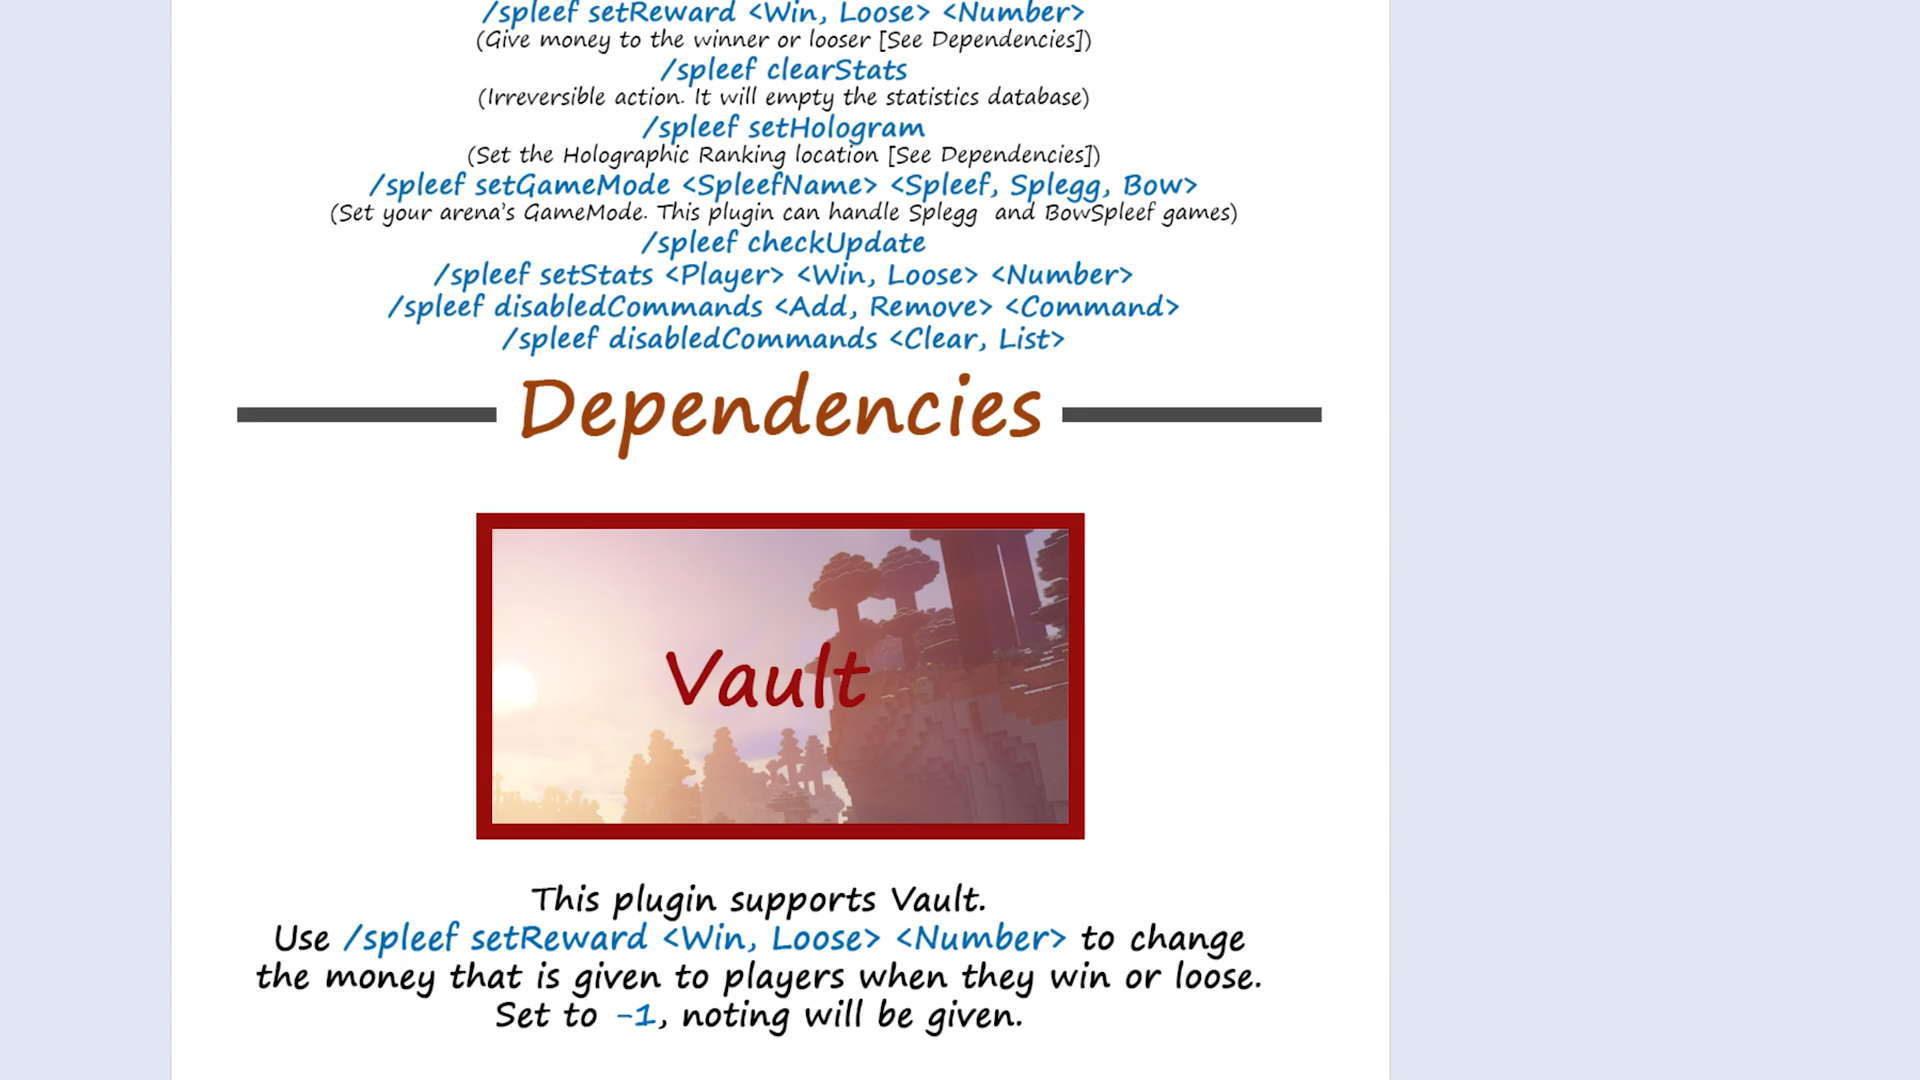 /spleef setReward <Win, Loose> <Number>
(Give money to the winner or looser [See Dependencies])
/spleef clearStats
(Irreversible action. It will empty the statistics database)
/spleef setHologram
(Set the Holographic Ranking location [See Dependencies])
/spleef setGameMode <SpleefName> <Spleef, Splegg, Bow>
(Set your arena's GameMode. This plugin can handle Splegg and BowSpleef games)
/spleef checkUpdate
/spleef setStats <Player> <Win, Loose> <Number>
/spleef disabledCommands <Add, Remove> <Command>
/spleef disabledCommands <Clear, List>
Dependencies
Vault
This plugin supports Vault.
Use /spleef setReward <Win, Loose> <Number> to change
the money that is given to players when they win or loose.
Set to -1, noting will be given.